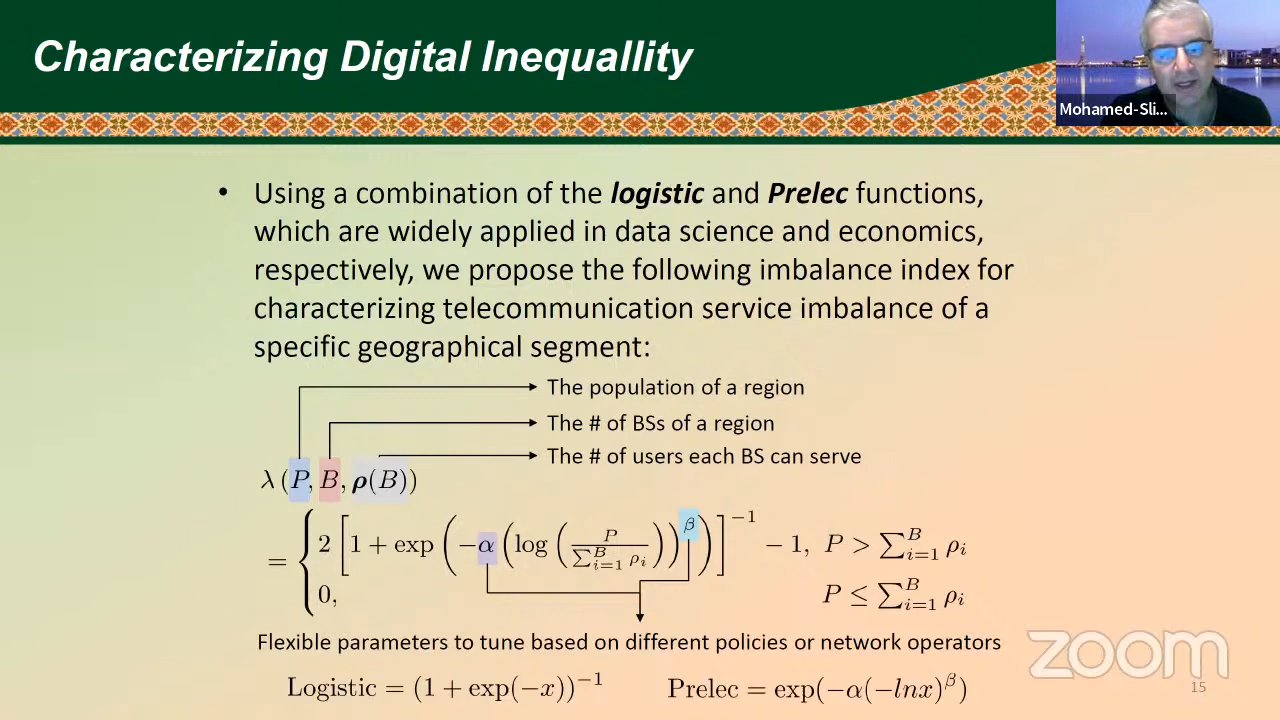 Characterizing Digital Inequallity
Mohamed-Sli...
• Using a combination of the logistic and Prelec functions,
which are widely applied in data science and economics,
respectively, we propose the following imbalance index for
characterizing telecommunication service imbalance of a
specific geographical segment:
The population of a region
The # of BSs of a region
The # of users each BS can serve
λ (P, B, ρ(B))
= { 2 [1 + exp (−α (log (P / ∑_{i=1}^{B} ρ_i))^β)]^{−1} − 1, P > ∑_{i=1}^{B} ρ_i
0, P ≤ ∑_{i=1}^{B} ρ_i
Flexible parameters to tune based on different policies or network operators
Logistic = (1 + exp(−x))^{−1} Prelec = exp(−α(−lnx)^β)
zoom
15